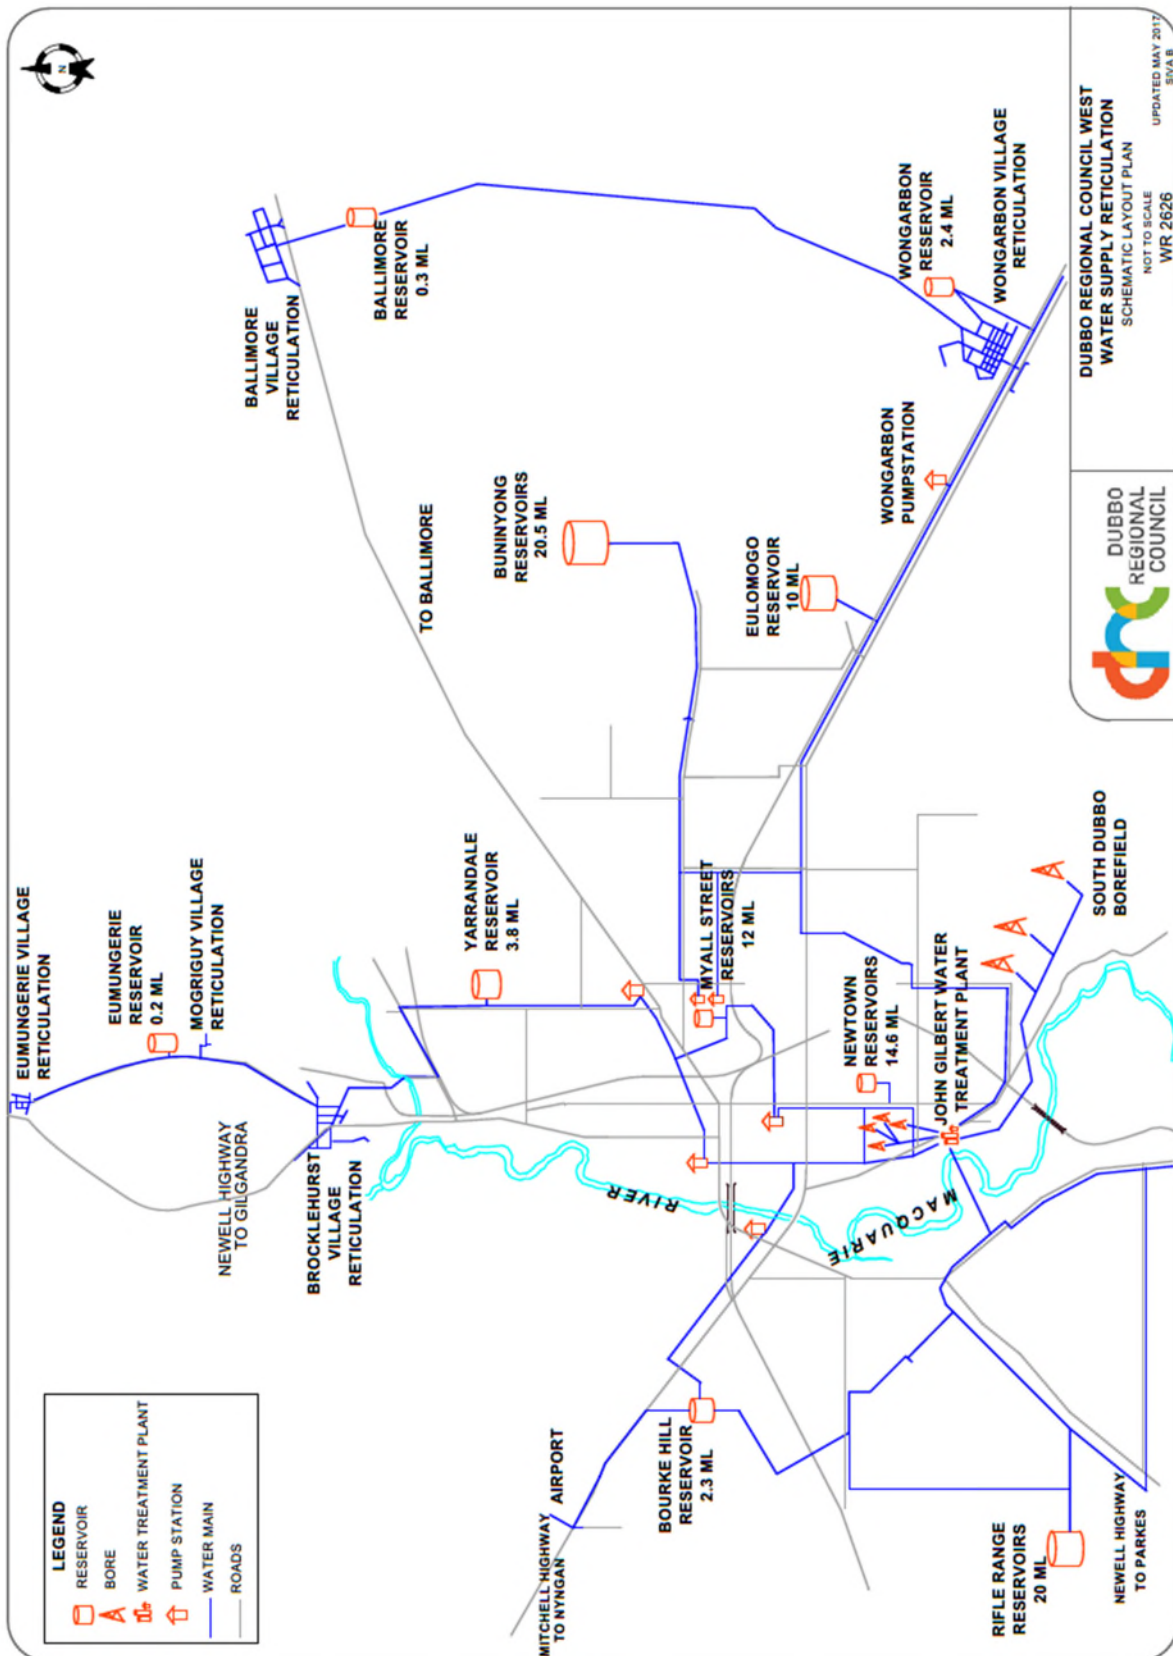 N
LEGEND
RESERVOIR
BORE
WATER TREATMENT PLANT
PUMP STATION
WATER MAIN
ROADS
EUMUNGERIE VILLAGE
RETICULATION
EUMUNGERIE
RESERVOIR
0.2 ML
MOGRIGUY VILLAGE
RETICULATION
NEWELL HIGHWAY
TO GILGANDRA
BROCKLEHURST
VILLAGE
RETICULATION
YARRANDALE
RESERVOIR
3.8 ML
BALLIMORE
VILLAGE
RETICULATION
BALLIMORE
RESERVOIR
0.3 ML
TO BALLIMORE
BUNINYONG
RESERVOIRS
20.5 ML
MITCHELL HIGHWAY
TO NYNGAN
AIRPORT
BOURKE HILL
RESERVOIR
2.3 ML
RIVER
MACQUARIE
MYALL STREET
RESERVOIRS
12 ML
NEWTOWN
RESERVOIRS
14.6 ML
JOHN GILBERT WATER
TREATMENT PLANT
EULOMOGO
RESERVOIR
10 ML
WONGARBON
PUMPSTATION
WONGARBON
RESERVOIR
2.4 ML
WONGARBON VILLAGE
RETICULATION
SOUTH DUBBO
BOREFIELD
RIFLE RANGE
RESERVOIRS
20 ML
NEWELL HIGHWAY
TO PARKES
drc
DUBBO
REGIONAL
COUNCIL
DUBBO REGIONAL COUNCIL WEST
WATER SUPPLY RETICULATION
SCHEMATIC LAYOUT PLAN
NOT TO SCALE
WR 2626
UPDATED MAY 2017
SIVA B